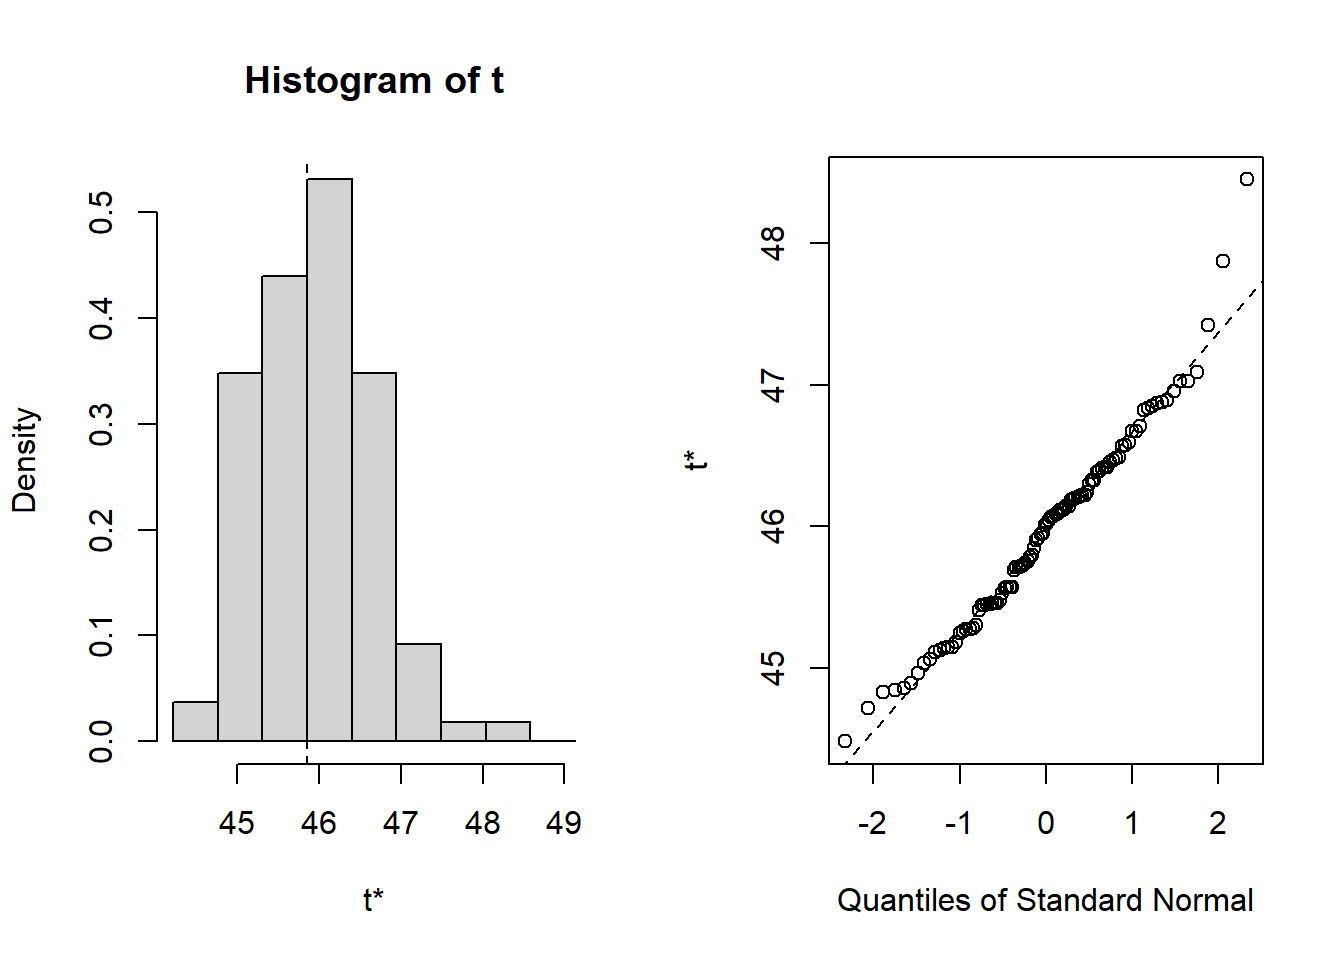 Histogram of t
Density
0.0 0.1 0.2 0.3 0.4 0.5
45 46 47 48 49
t*
t*
45 46 47 48
-2 -1 0 1 2
Quantiles of Standard Normal